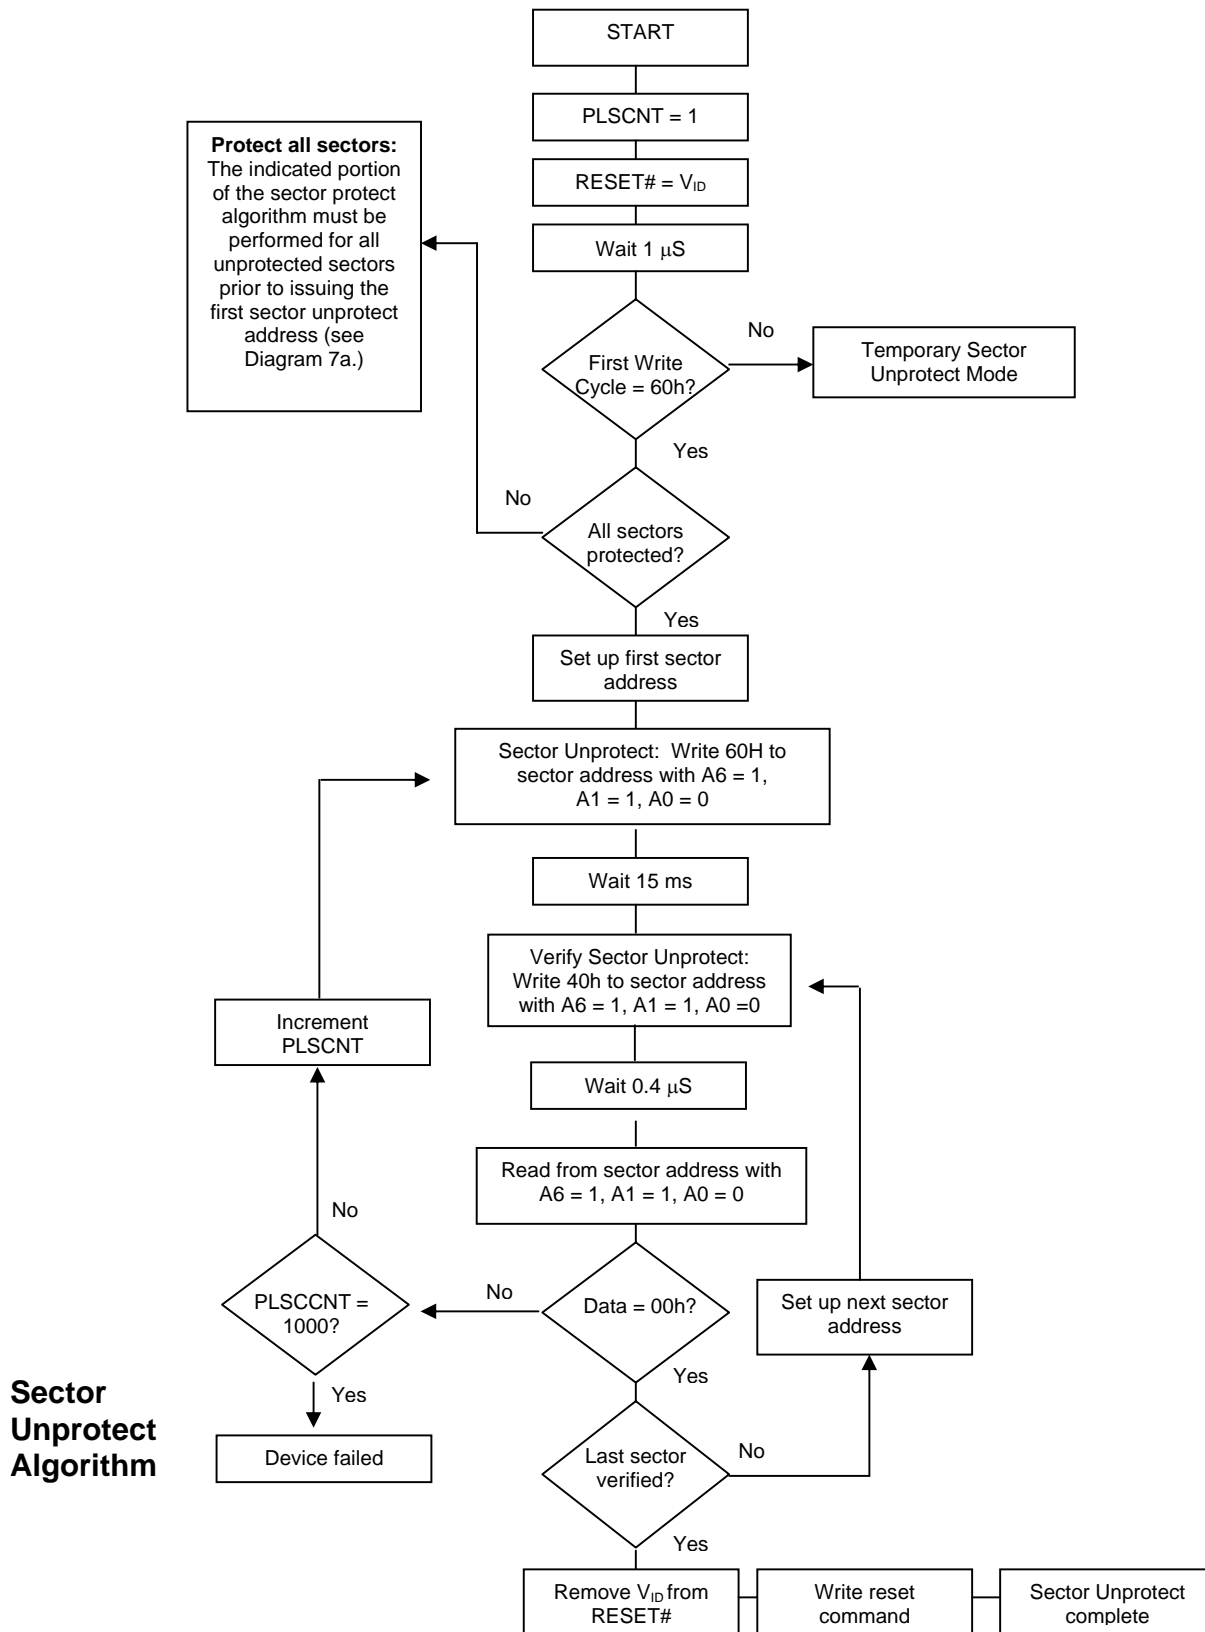 START
PLSCNT = 1
RESET# = VID
Wait 1 μS
Protect all sectors:
The indicated portion
of the sector protect
algorithm must be
performed for all
unprotected sectors
prior to issuing the
first sector unprotect
address (see
Diagram 7a.)
First Write
Cycle = 60h?
No
Temporary Sector
Unprotect Mode
Yes
No
All sectors
protected?
Yes
Set up first sector
address
Sector Unprotect: Write 60H to
sector address with A6 = 1,
A1 = 1, A0 = 0
Wait 15 ms
Verify Sector Unprotect:
Write 40h to sector address
with A6 = 1, A1 = 1, A0 =0
Increment
PLSCNT
Wait 0.4 μS
Read from sector address with
A6 = 1, A1 = 1, A0 = 0
No
PLSCCNT =
1000?
No
Data = 00h?
Set up next sector
address
Yes
Yes
Sector
Unprotect
Algorithm
Device failed
Last sector
verified?
No
Yes
Remove VID from
RESET#
Write reset
command
Sector Unprotect
complete